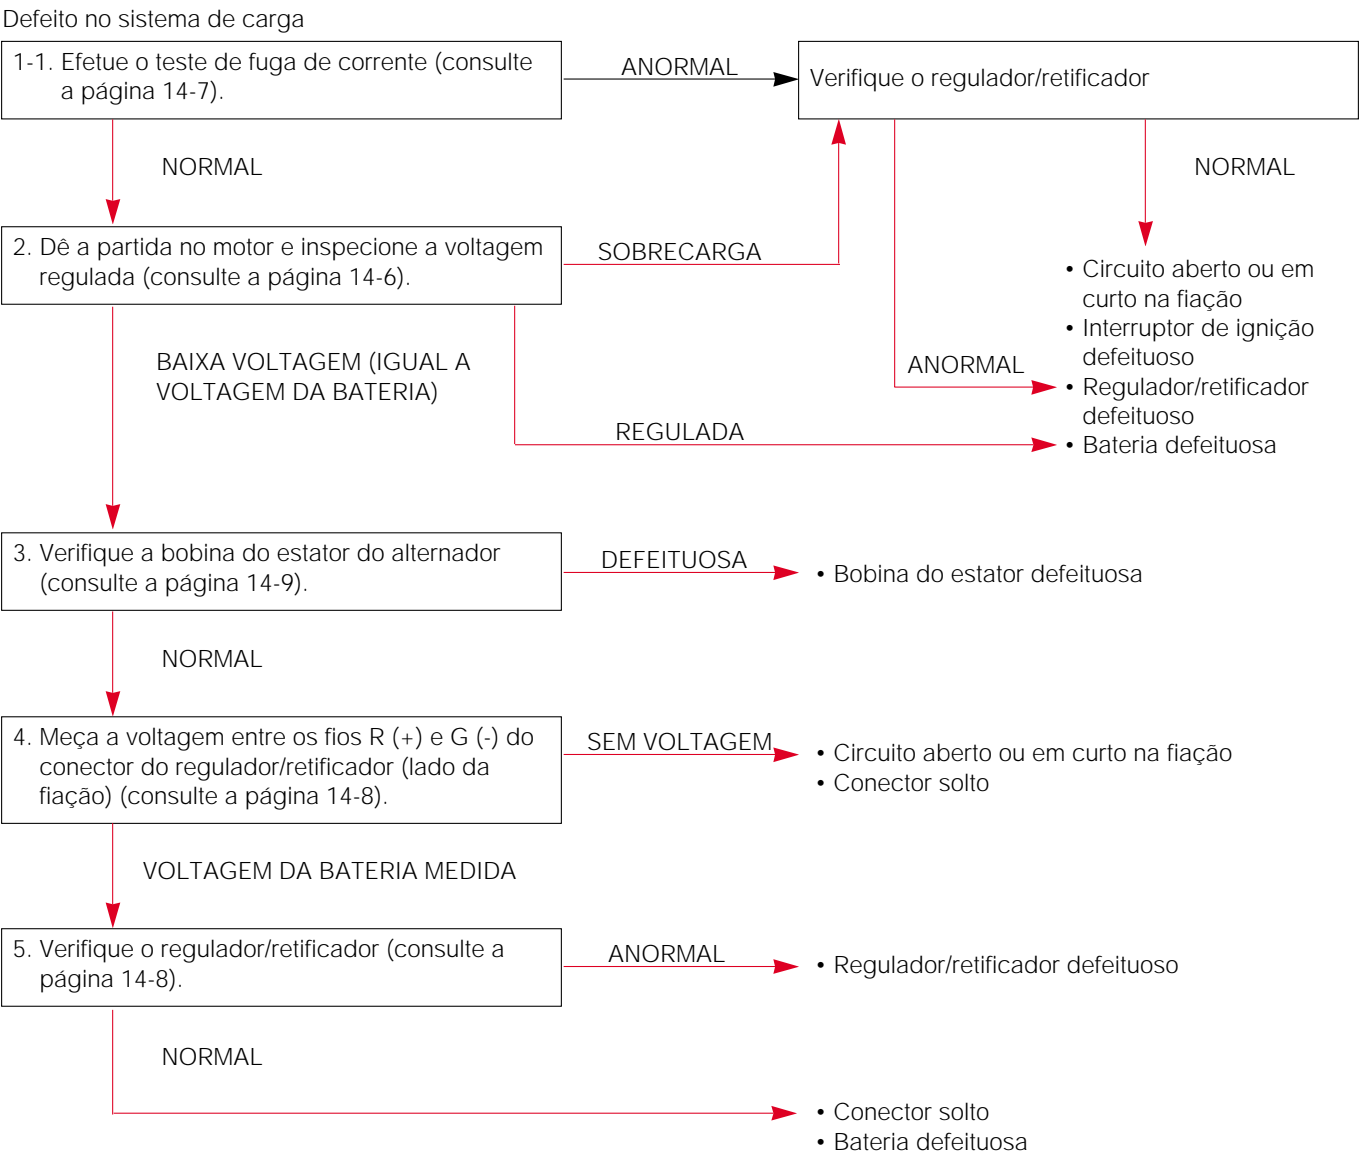 Defeito no sistema de carga
1-1. Efetue o teste de fuga de corrente (consulte
a página 14-7).
ANORMAL
Verifique o regulador/retificador
NORMAL
NORMAL
2. Dê a partida no motor e inspecione a voltagem
regulada (consulte a página 14-6).
SOBRECARGA
• Circuito aberto ou em
curto na fiação
• Interruptor de ignição
defeituoso
BAIXA VOLTAGEM (IGUAL A
VOLTAGEM DA BATERIA)
ANORMAL
• Regulador/retificador
defeituoso
REGULADA
• Bateria defeituosa
3. Verifique a bobina do estator do alternador
(consulte a página 14-9).
DEFEITUOSA
• Bobina do estator defeituosa
NORMAL
4. Meça a voltagem entre os fios R (+) e G (-) do
conector do regulador/retificador (lado da
fiação) (consulte a página 14-8).
SEM VOLTAGEM
• Circuito aberto ou em curto na fiação
• Conector solto
VOLTAGEM DA BATERIA MEDIDA
5. Verifique o regulador/retificador (consulte a
página 14-8).
ANORMAL
• Regulador/retificador defeituoso
NORMAL
• Conector solto
• Bateria defeituosa